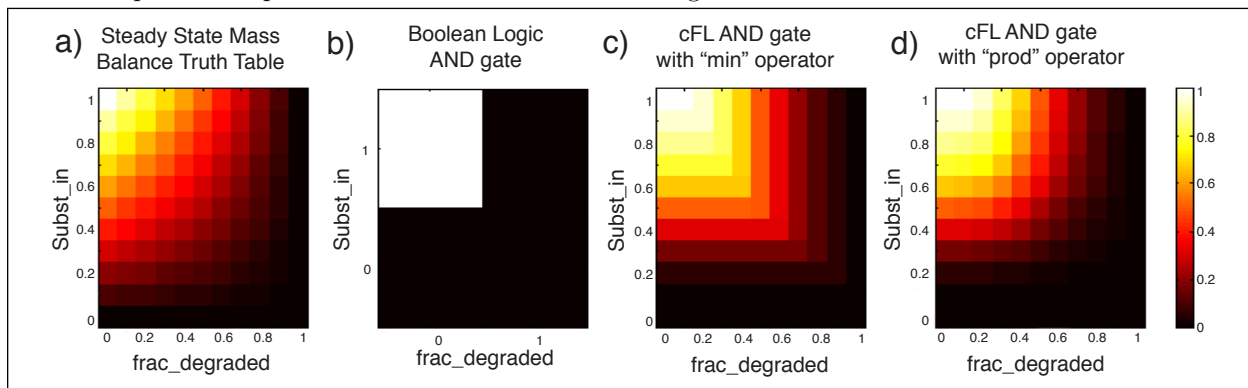 a) Steady State Mass
Balance Truth Table
b) Boolean Logic
AND gate
c) cFL AND gate
with “min” operator
d) cFL AND gate
with “prod” operator
Subst_in
1
0.8
0.6
0.4
0.2
0
0 0.2 0.4 0.6 0.8 1
frac_degraded
Subst_in
1
0
0 1
frac_degraded
Subst_in
1
0.8
0.6
0.4
0.2
0
0 0.2 0.4 0.6 0.8 1
frac_degraded
Subst_in
1
0.8
0.6
0.4
0.2
0
0 0.2 0.4 0.6 0.8 1
frac_degraded
1
0.8
0.6
0.4
0.2
0